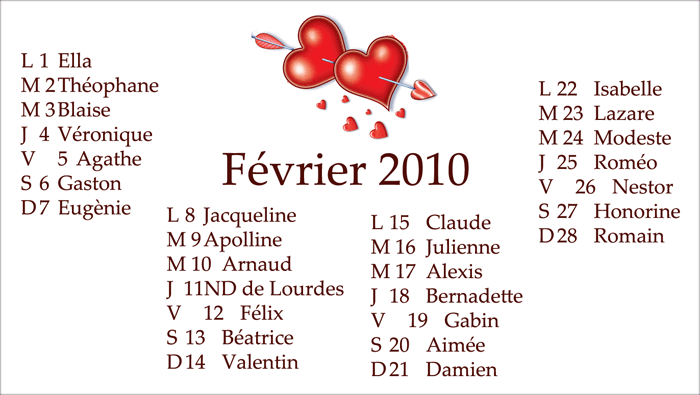 L 1 Ella
M 2 Théophane
M 3 Blaise
J 4 Véronique
V 5 Agathe
S 6 Gaston
D 7 Eugènie
Février 2010
L 8 Jacqueline
M 9 Apolline
M 10 Arnaud
J 11 ND de Lourdes
V 12 Félix
S 13 Béatrice
D 14 Valentin
L 15 Claude
M 16 Julienne
M 17 Alexis
J 18 Bernadette
V 19 Gabin
S 20 Aimée
D 21 Damien
L 22 Isabelle
M 23 Lazare
M 24 Modeste
J 25 Roméo
V 26 Nestor
S 27 Honorine
D 28 Romain